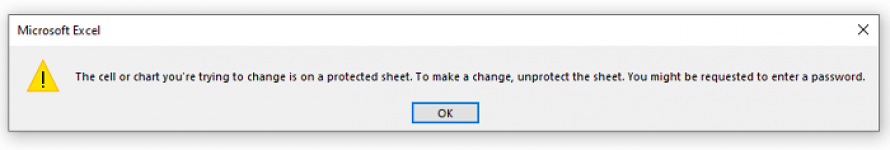 Microsoft Excel
The cell or chart you're trying to change is on a protected sheet. To make a change, unprotect the sheet. You might be requested to enter a password.
OK